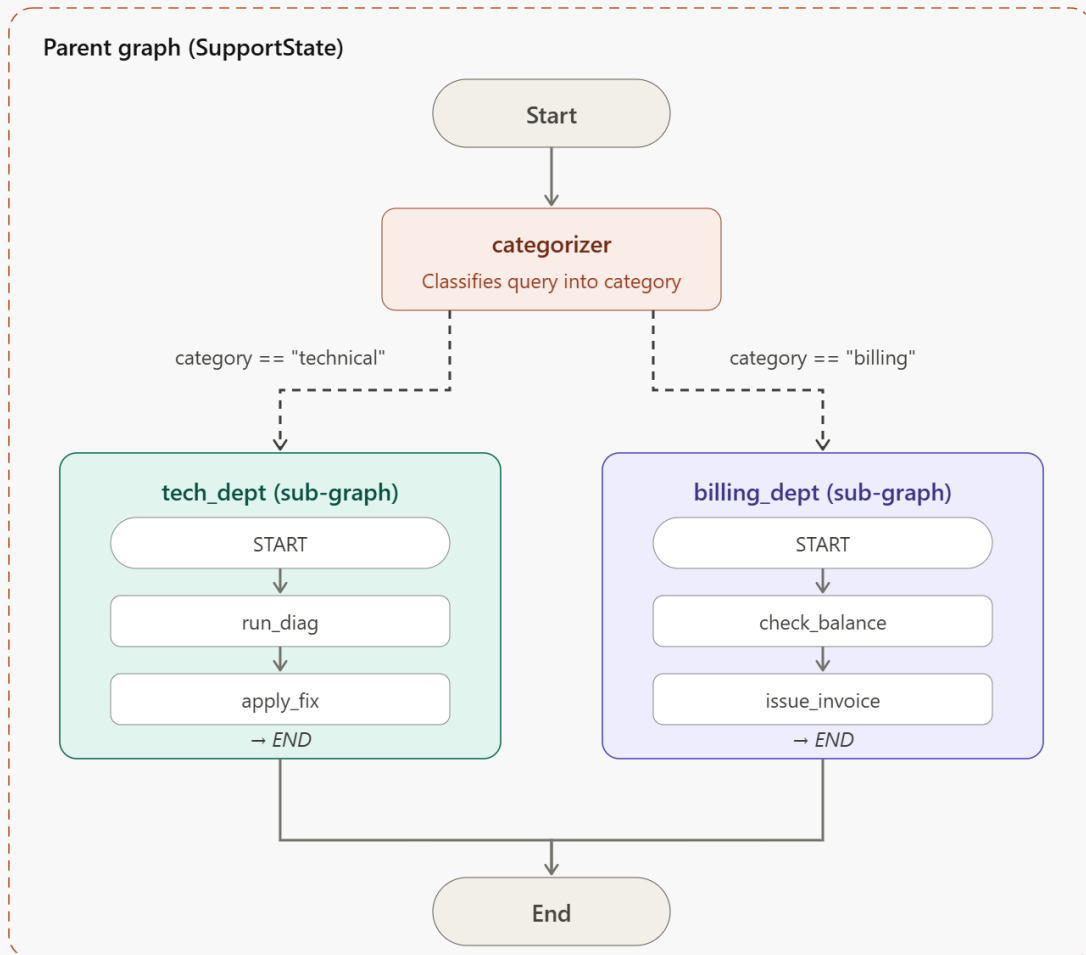 Parent graph (SupportState)
Start
categorizer
Classifies query into category
category == "technical"
category == "billing"
tech_dept (sub-graph)
START
run_diag
apply_fix
→ END
billing_dept (sub-graph)
START
check_balance
issue_invoice
→ END
End